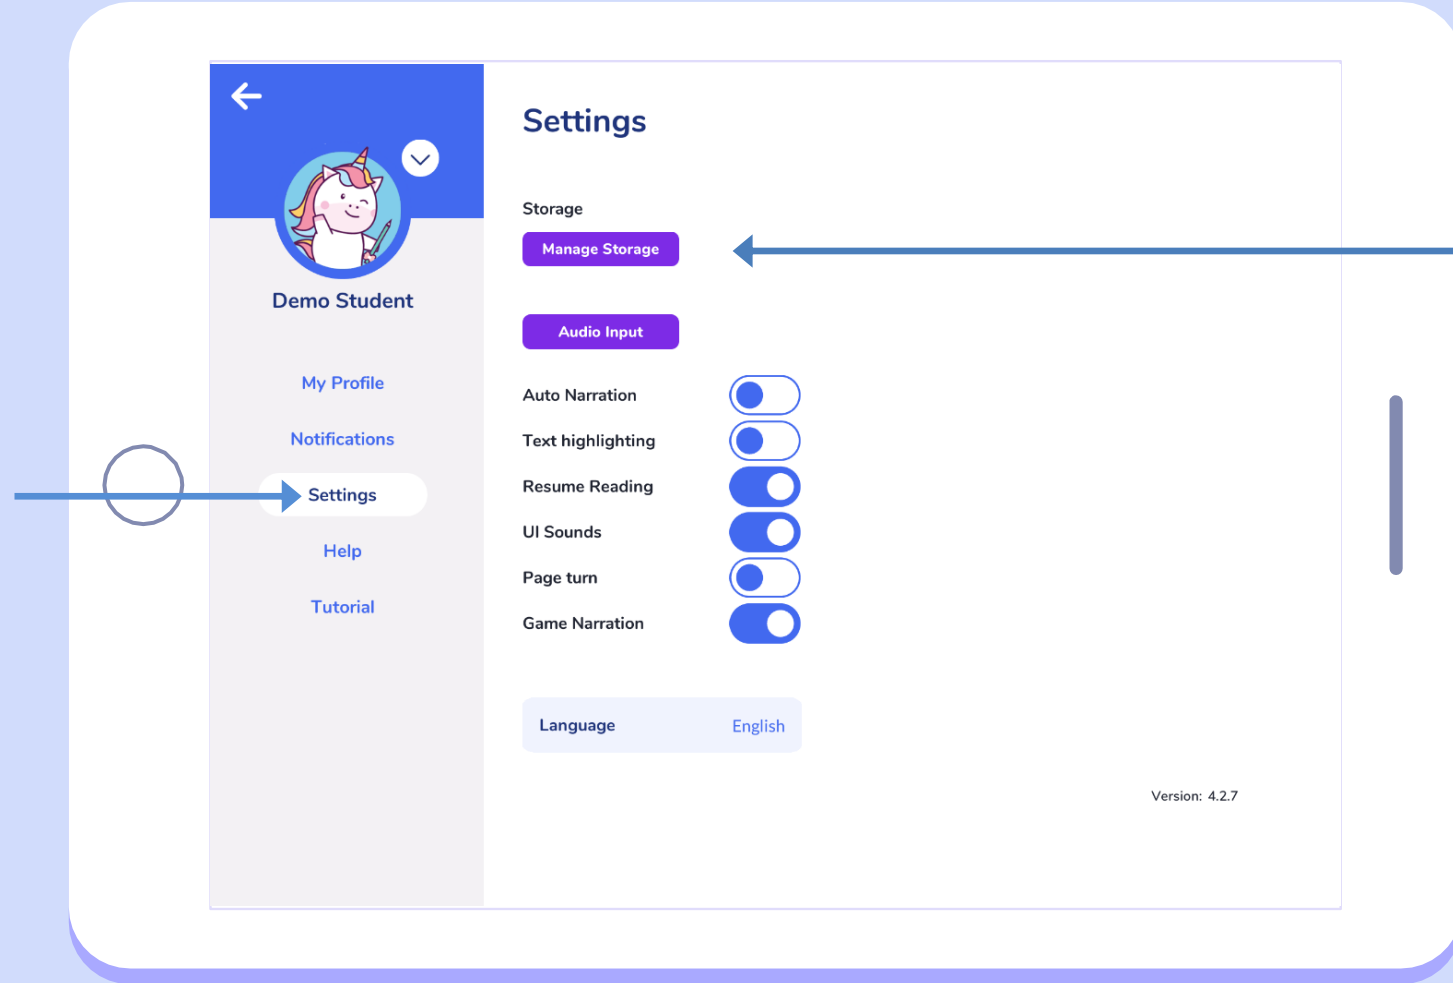 Demo Student
My Profile
Notifications
Settings
Help
Tutorial
Settings
Storage
Manage Storage
Audio Input
Auto Narration
Text highlighting
Resume Reading
UI Sounds
Page turn
Game Narration
Language English
Version: 4.2.7